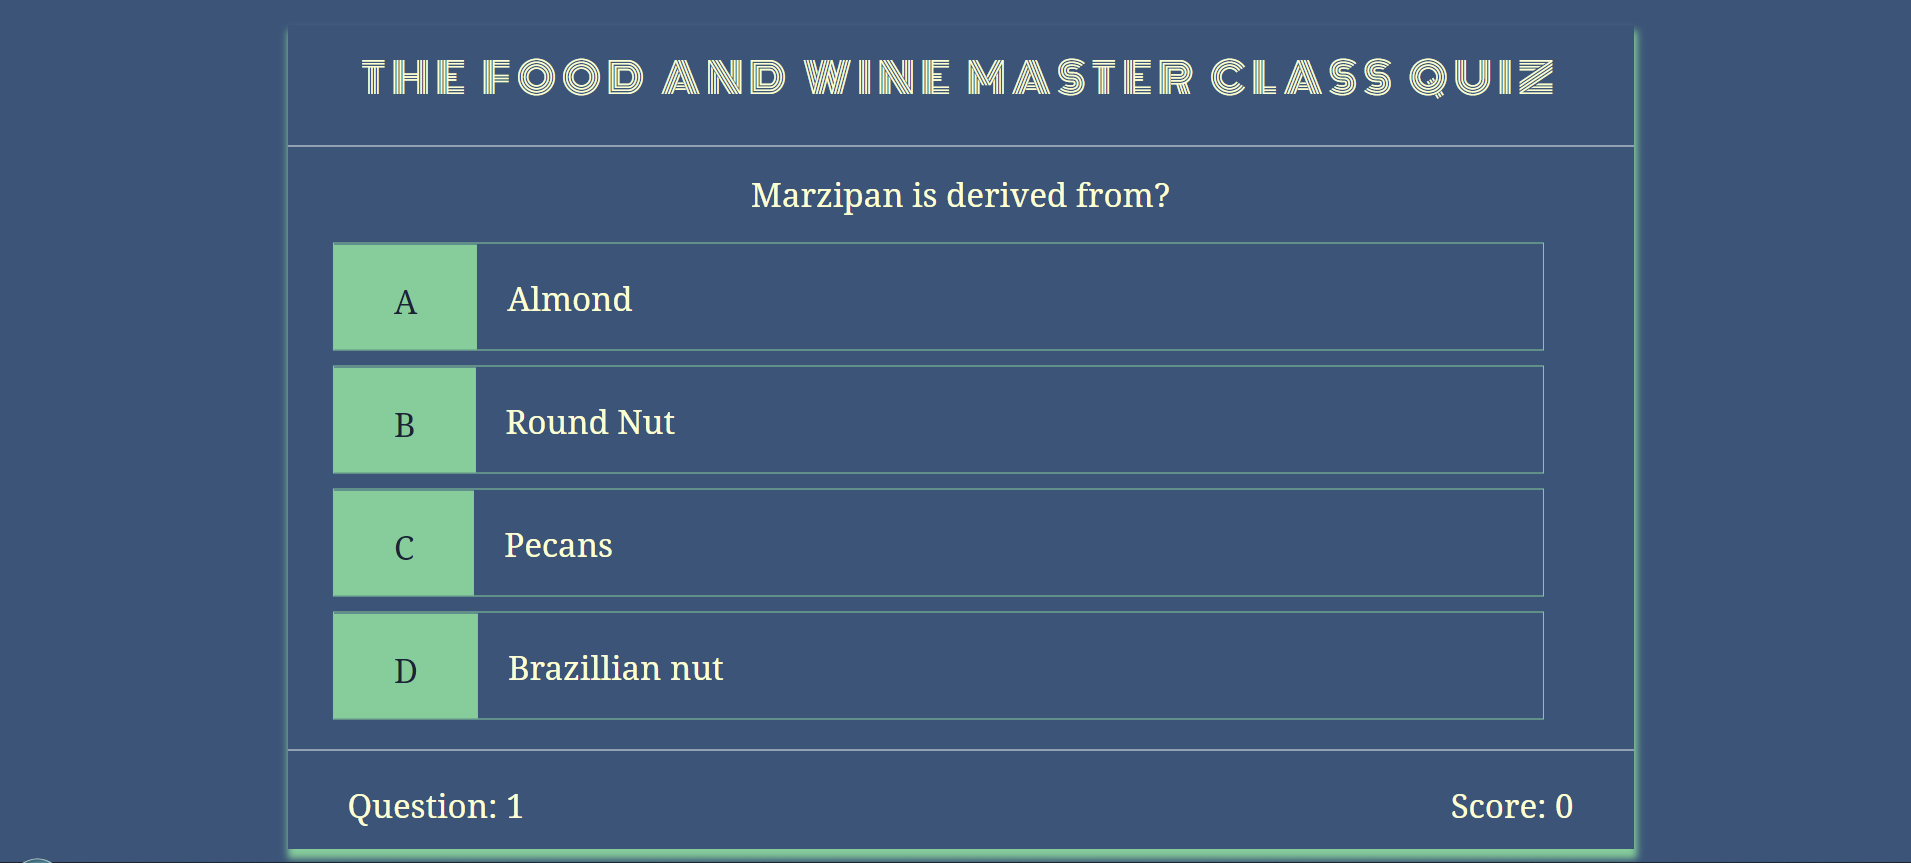 THE FOOD AND WINE MASTER CLASS QUIZ
Marzipan is derived from?
A Almond
B Round Nut
C Pecans
D Brazillian nut
Question: 1 Score: 0